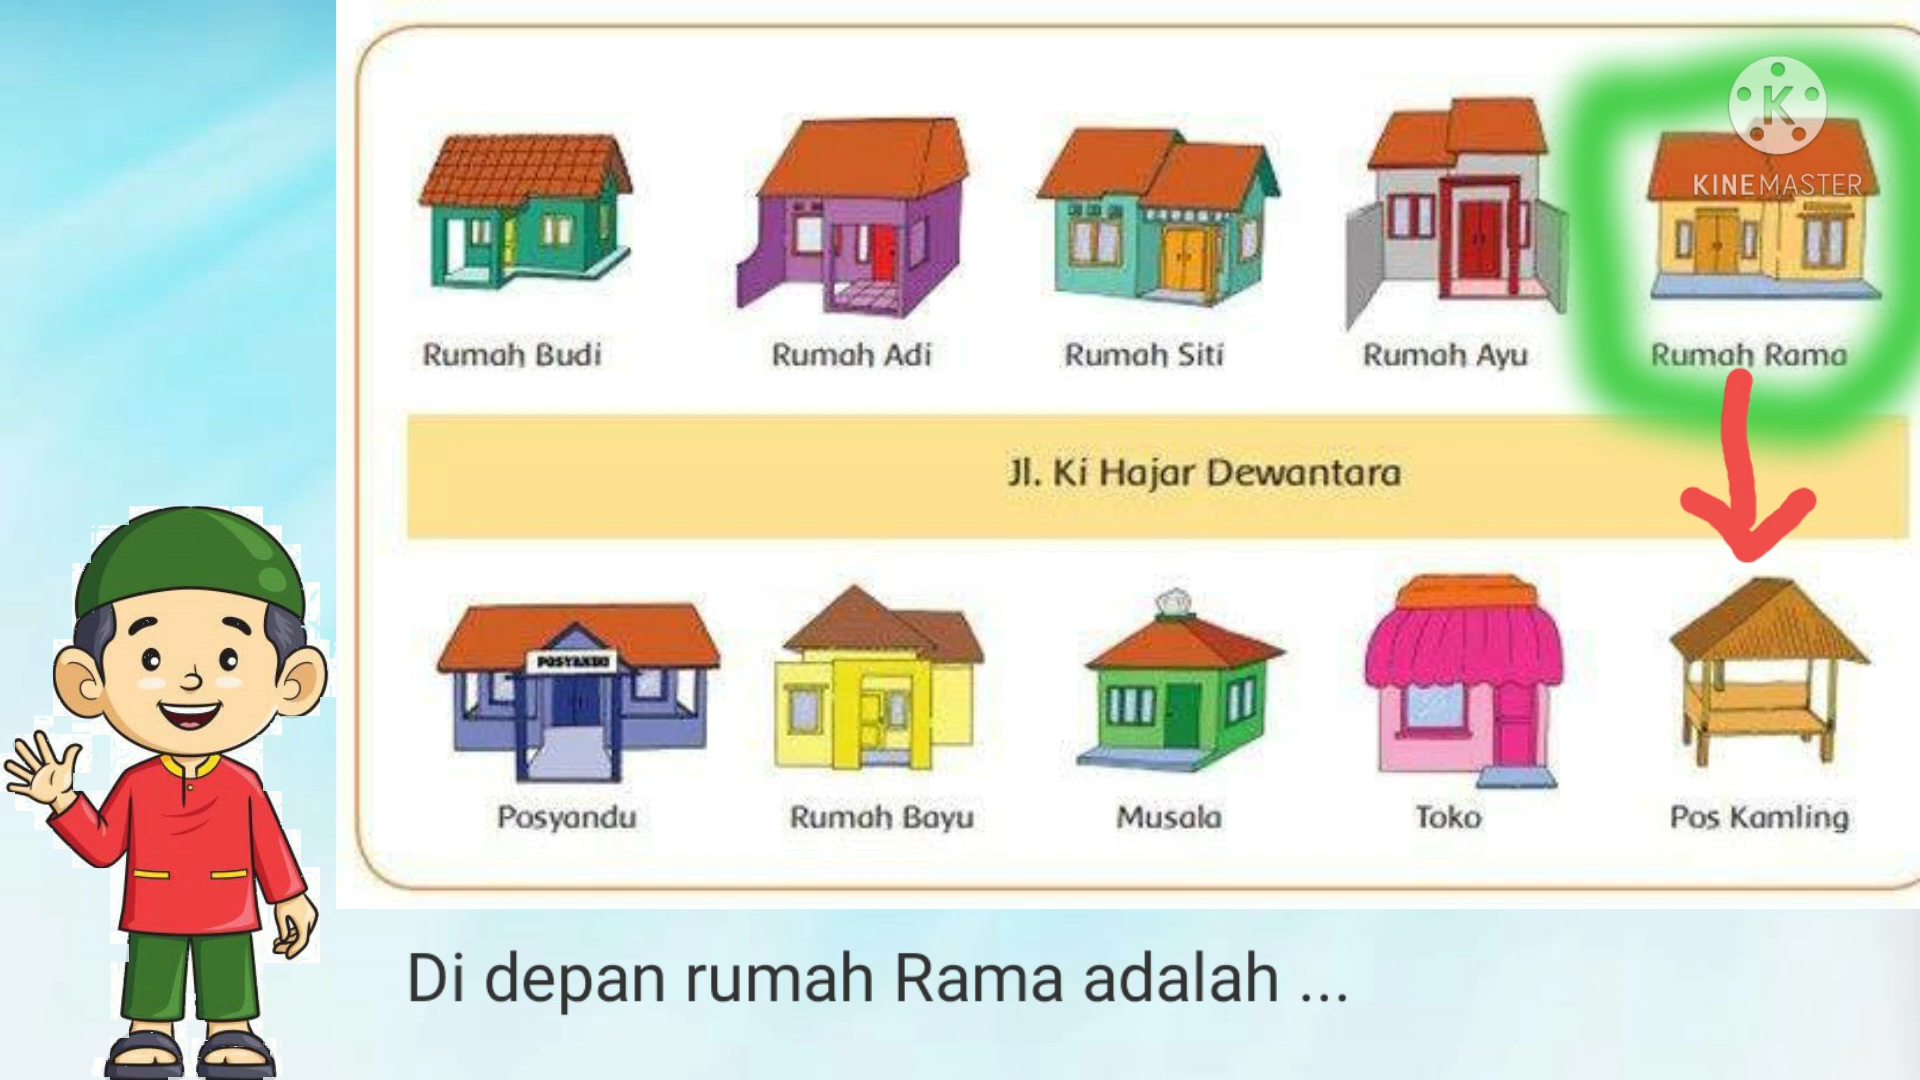 K
KINEMASTER
Rumah Budi
Rumah Adi
Rumah Siti
Rumah Ayu
Rumah Rama
Jl. Ki Hajar Dewantara
POSYANDU
Posyandu
Rumah Bayu
Musala
Toko
Pos Kamling
Di depan rumah Rama adalah ...